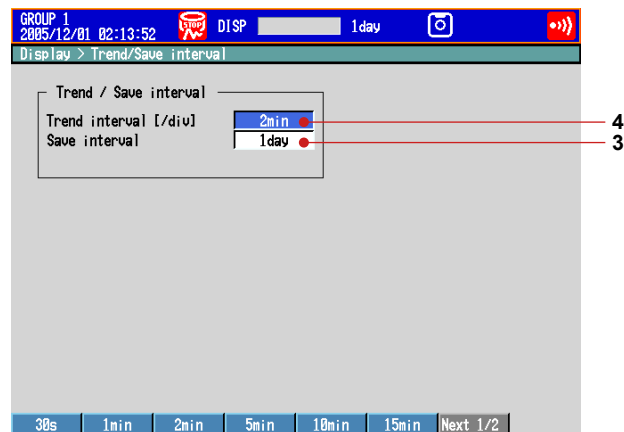 GROUP 1
2005/12/01 02:13:52 STOP DISP 1day
Display > Trend/Save interval
Trend / Save interval
Trend interval [/div] 2min 4
Save interval 1day 3
30s 1min 2min 5min 10min 15min Next 1/2